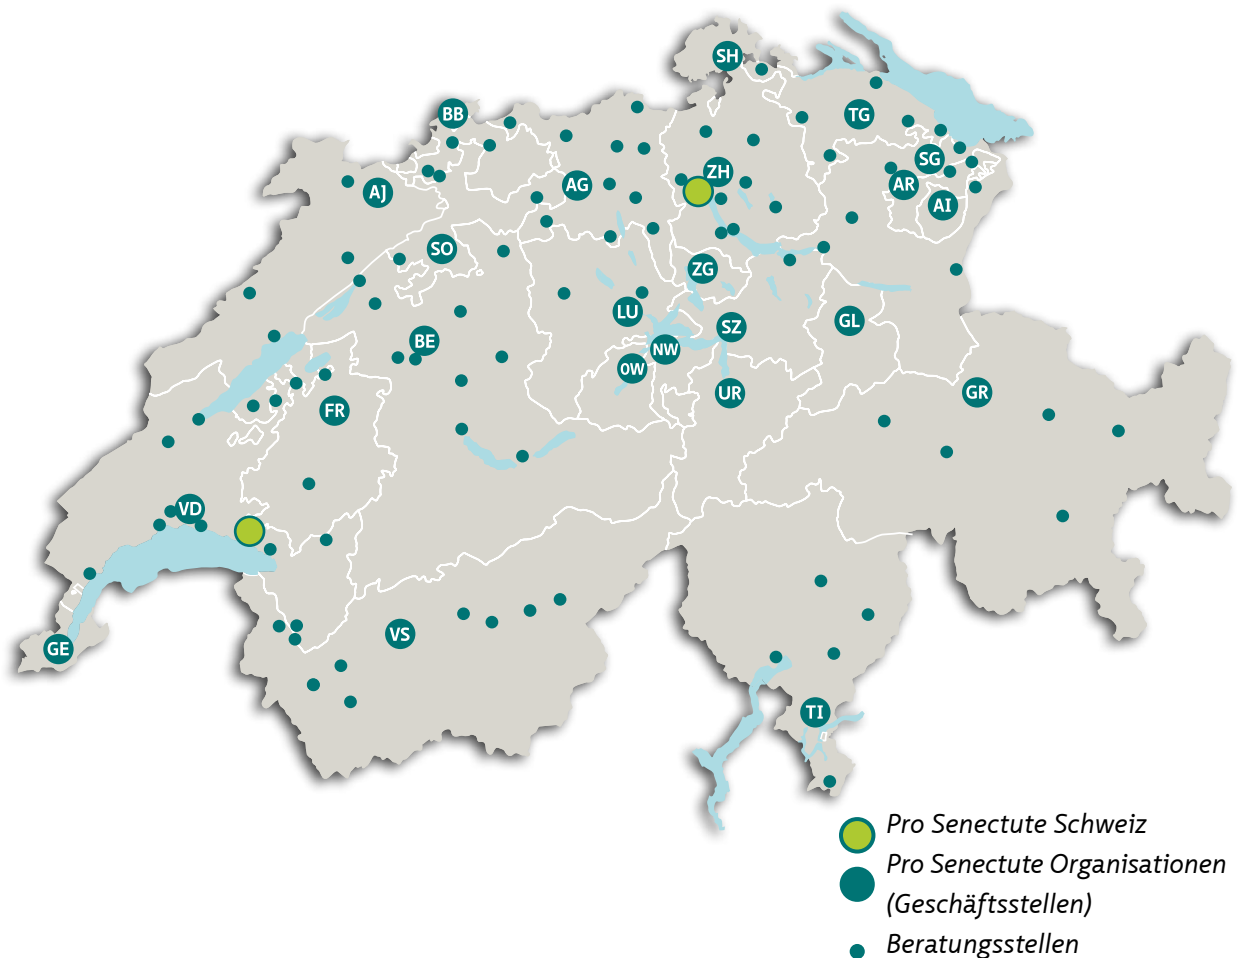 SH
BB
TG
SG
ZH
AG
AR
AJ
AI
SO
ZG
LU
GL
SZ
BE
NW
OW
UR
GR
FR
VD
VS
GE
TI
Pro Senectute Schweiz
Pro Senectute Organisationen
(Geschäftsstellen)
Beratungsstellen